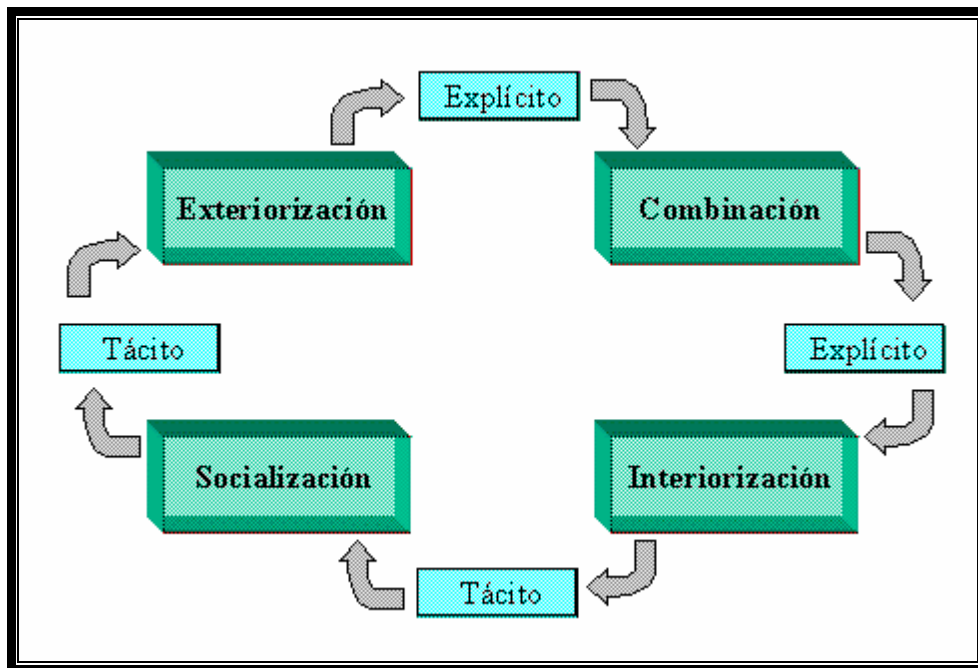 Explícito
Exteriorización
Combinación
Tácito
Explícito
Socialización
Interiorización
Tácito